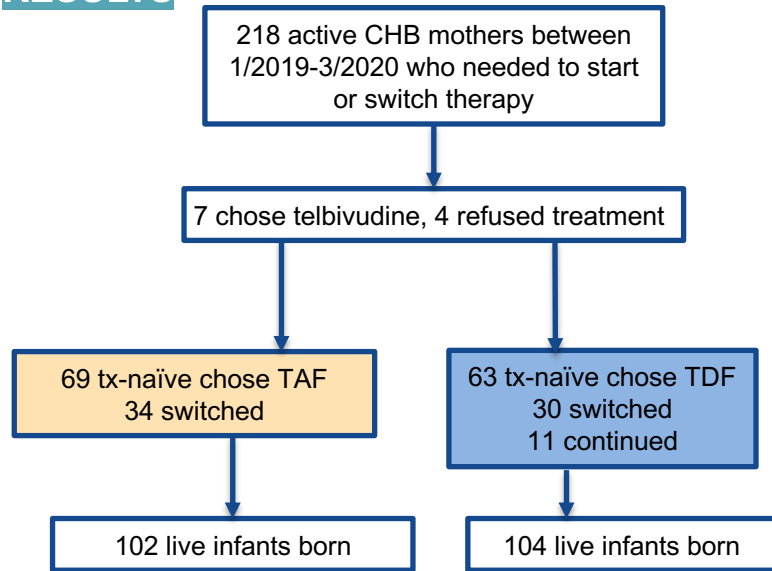 RESULTS
218 active CHB mothers between
1/2019-3/2020 who needed to start
or switch therapy
7 chose telbivudine, 4 refused treatment
69 tx-naïve chose TAF
34 switched
63 tx-naïve chose TDF
30 switched
11 continued
102 live infants born
104 live infants born